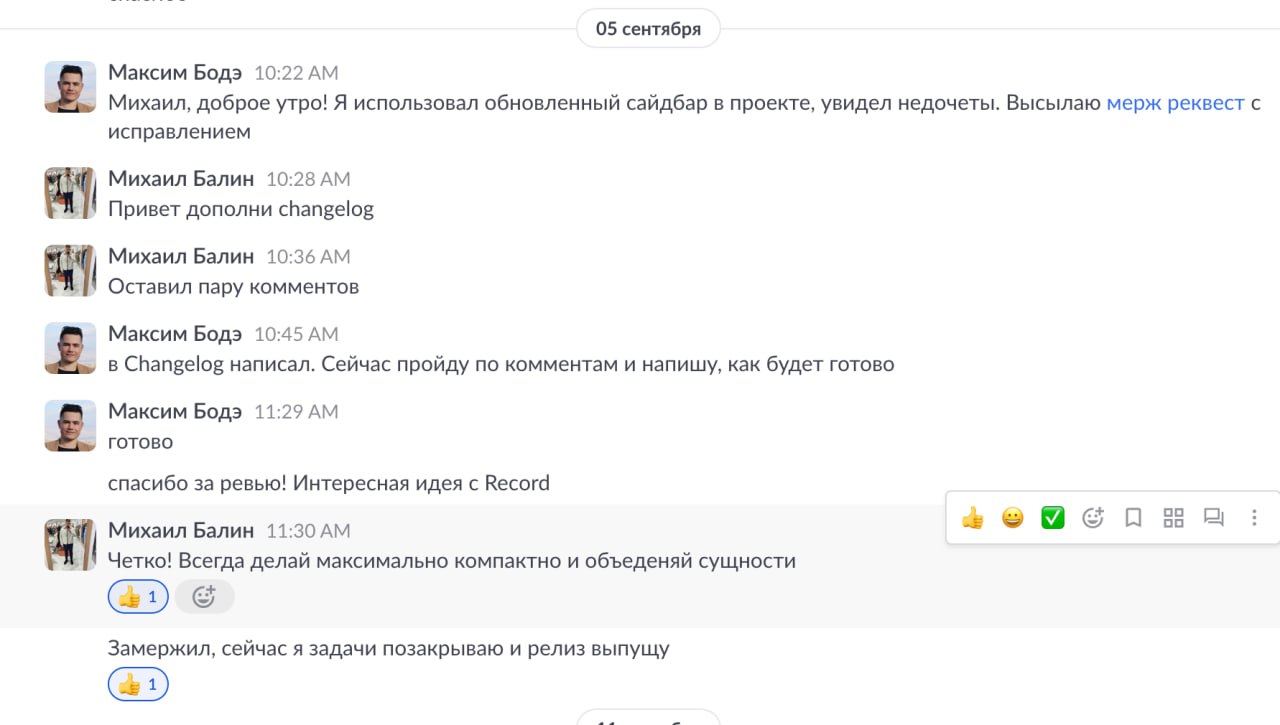 05 сентября
Максим Бодэ 10:22 AM
Михаил, доброе утро! Я использовал обновленный сайдбар в проекте, увидел недочеты. Высылаю мерж реквест с
исправлением
Михаил Балин 10:28 AM
Привет дополни changelog
Михаил Балин 10:36 AM
Оставил пару комментов
Максим Бодэ 10:45 AM
в Changelog написал. Сейчас пройду по комментам и напишу, как будет готово
Максим Бодэ 11:29 AM
готово
спасибо за ревью! Интересная идея с Record
Михаил Балин 11:30 AM
Четко! Всегда делай максимально компактно и объеденяй сущности
1
Замержил, сейчас я задачи позакрываю и релиз выпущу
1